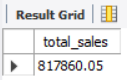 Result Grid
total_sales
817860.05